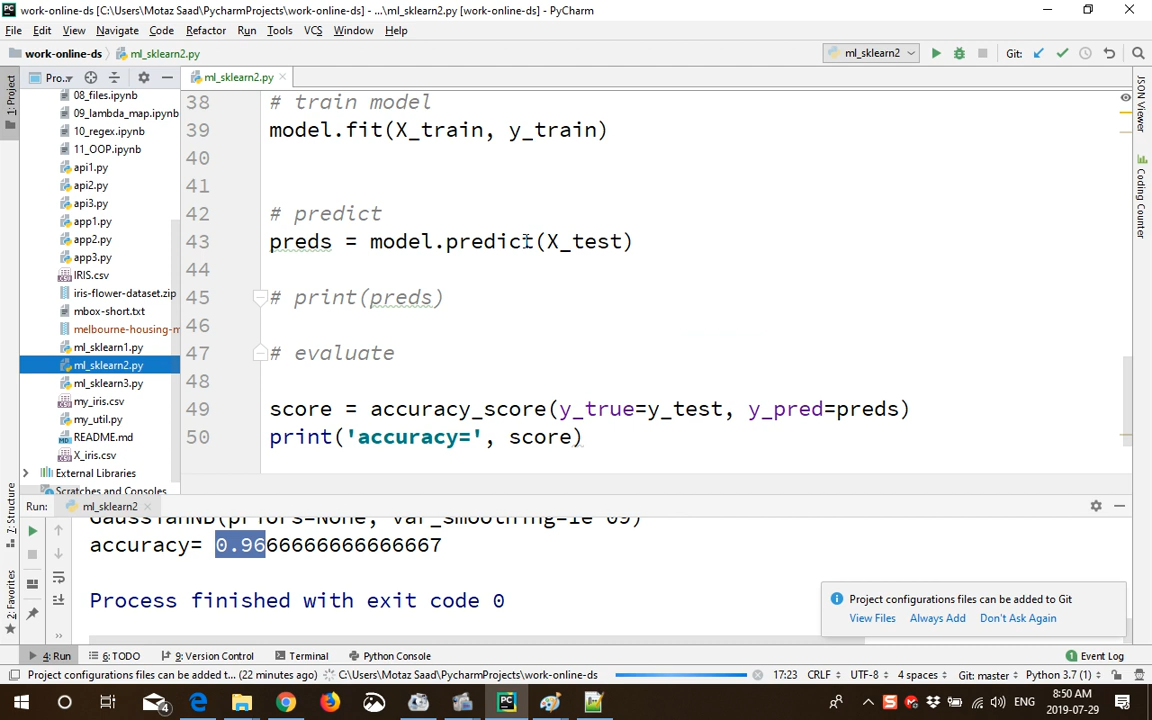 work-online-ds [C:\Users\Motaz Saad\PycharmProjects\work-online-ds] - ...\ml_sklearn2.py [work-online-ds] - PyCharm
File Edit View Navigate Code Refactor Run Tools VCS Window Help
work-online-ds ml_sklearn2.py ml_sklearn2 Git:
1: Project
Pro...
ml_sklearn2.py
JSON Viewer
Coding Counter
08_files.ipynb
09_lambda_map.ipynb
10_regex.ipynb
11_OOP.ipynb
api1.py
api2.py
api3.py
app1.py
app2.py
app3.py
IRIS.csv
iris-flower-dataset.zip
mbox-short.txt
melbourne-housing-m
ml_sklearn1.py
ml_sklearn2.py
ml_sklearn3.py
my_iris.csv
my_util.py
README.md
X_iris.csv
External Libraries
Scratches and Consoles
38 # train model
39 model.fit(X_train, y_train)
40
41
42 # predict
43 preds = model.predict(X_test)
44
45 # print(preds)
46
47 # evaluate
48
49 score = accuracy_score(y_true=y_test, y_pred=preds)
50 print('accuracy=', score)
7: Structure
2: Favorites
Run: ml_sklearn2
GaussianNB(priors=None, var_smoothing=1e-09)
accuracy= 0.9666666666666667
Process finished with exit code 0
Project configurations files can be added to Git
View Files Always Add Don't Ask Again
4: Run 6: TODO 9: Version Control Terminal Python Console Event Log
Project configurations files can be added t... (22 minutes ago) C:\Users\Motaz Saad\PycharmProjects\work-online-ds 17:23 CRLF UTF-8 4 spaces Git: master Python 3.7 (1)
4 ENG 8:50 AM
2019-07-29